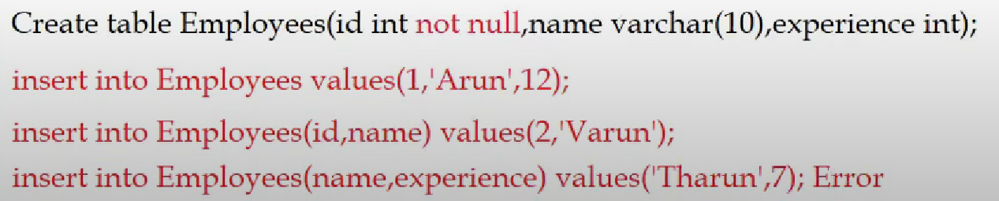 Create table Employees(id int not null,name varchar(10),experience int);
insert into Employees values(1,'Arun',12);
insert into Employees(id,name) values(2,'Varun');
insert into Employees(name,experience) values('Tharun',7); Error